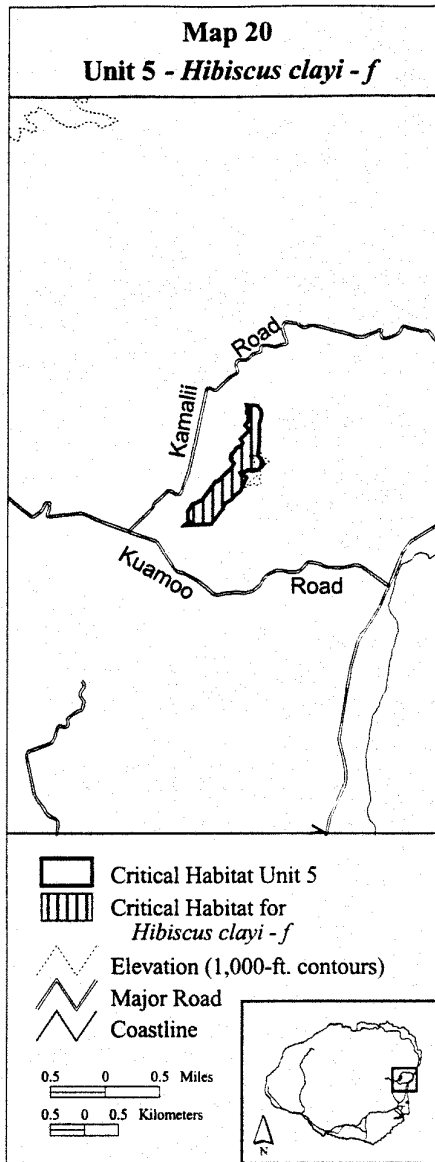 Map 20
Unit 5 - Hibiscus clayi - f
Road
Kamalii
Kuamoo
Road
Critical Habitat Unit 5
Critical Habitat for
Hibiscus clayi - f
Elevation (1,000-ft. contours)
Major Road
Coastline
0.5 0 0.5 Miles
0.5 0 0.5 Kilometers
N